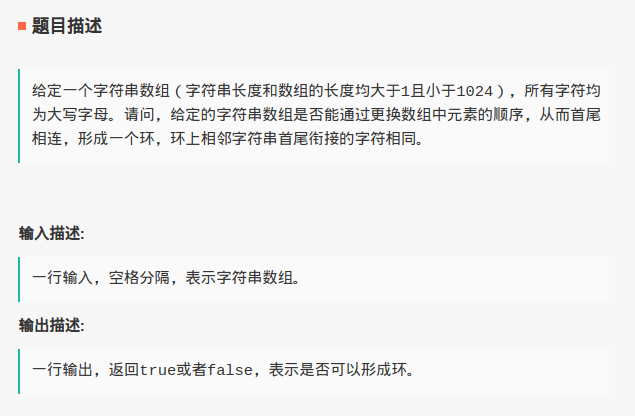 题目描述
给定一个字符串数组(字符串长度和数组的长度均大于1且小于1024),所有字符均
为大写字母。请问,给定的字符串数组是否能通过更换数组中元素的顺序,从而首尾
相连,形成一个环,环上相邻字符串首尾衔接的字符相同。
输入描述:
一行输入,空格分隔,表示字符串数组。
输出描述:
一行输出,返回true或者false,表示是否可以形成环。